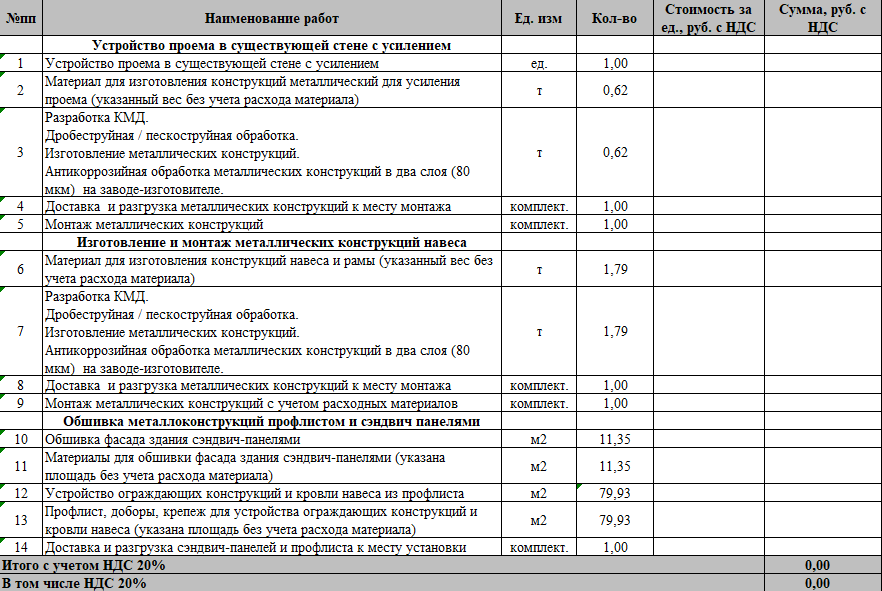 №пп Наименование работ Ед. изм Кол-во Стоимость за ед., руб. с НДС Сумма, руб. с НДС
Устройство проема в существующей стене с усилением
1 Устройство проема в существующей стене с усилением ед. 1,00
Материал для изготовления конструкций металлический для усиления
2 проема (указанный вес без учета расхода материала) т 0,62
Разработка КМД.
Дробеструйная / пескоструйная обработка.
3 Изготовление металлических конструкций. т 0,62
Антикоррозийная обработка металлических конструкций в два слоя (80
мкм) на заводе-изготовителе.
4 Доставка и разгрузка металлических конструкций к месту монтажа комплект. 1,00
5 Монтаж металлических конструкций комплект. 1,00
Изготовление и монтаж металлических конструкций навеса
Материал для изготовления конструкций навеса и рамы (указанный вес без
6 учета расхода материала) т 1,79
Разработка КМД.
Дробеструйная / пескоструйная обработка.
7 Изготовление металлических конструкций. т 1,79
Антикоррозийная обработка металлических конструкций в два слоя (80
мкм) на заводе-изготовителе.
8 Доставка и разгрузка металлических конструкций к месту монтажа комплект. 1,00
9 Монтаж металлических конструкций с учетом расходных материалов комплект. 1,00
Обшивка металлоконструкций профлистом и сэндвич панелями
10 Обшивка фасада здания сэндвич-панелями м2 11,35
Материалы для обшивки фасада здания сэндвич-панелями (указана
11 площадь без учета расхода материала) м2 11,35
12 Устройство ограждающих конструкций и кровли навеса из профлиста м2 79,93
Профлист, доборы, крепеж для устройства ограждающих конструкций и
13 кровли навеса (указана площадь без учета расхода материала) м2 79,93
14 Доставка и разгрузка сэндвич-панелей и профлиста к месту установки комплект. 1,00
Итого с учетом НДС 20% 0,00
В том числе НДС 20% 0,00